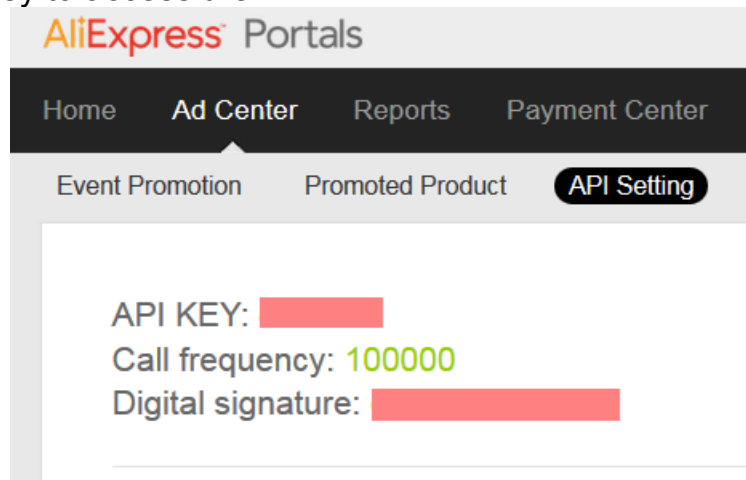 AliExpress Portals
Home Ad Center Reports Payment Center
Event Promotion Promoted Product API Setting
API KEY:
Call frequency: 100000
Digital signature: